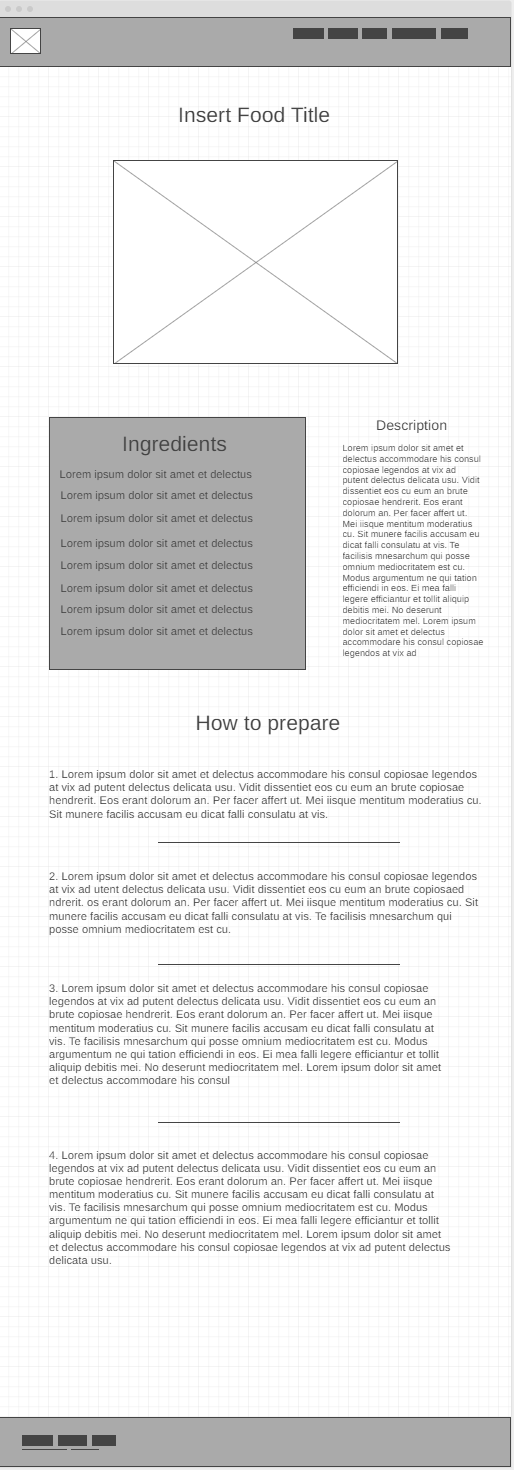 Insert Food Title
Ingredients
Lorem ipsum dolor sit amet et delectus
Lorem ipsum dolor sit amet et delectus
Lorem ipsum dolor sit amet et delectus
Lorem ipsum dolor sit amet et delectus
Lorem ipsum dolor sit amet et delectus
Lorem ipsum dolor sit amet et delectus
Lorem ipsum dolor sit amet et delectus
Lorem ipsum dolor sit amet et delectus
Description
Lorem ipsum dolor sit amet et
delectus accommodare his consul
copiosae legendos at vix ad
putent delectus delicata usu. Vidit
dissentiet eos cu eum an brute
copiosae hendrerit. Eos erant
dolorum an. Per facer affert ut.
Mei iisque mentitum moderatius
cu. Sit munere facilis accusam eu
dicat falli consulatu at vis. Te
facilisis mnesarchum qui posse
omnium mediocritatem est cu.
Modus argumentum ne qui tation
efficiendi in eos. Ei mea falli
legere efficiantur et tollit aliquip
debitis mei. No deserunt
mediocritatem mel. Lorem ipsum
dolor sit amet et delectus
accommodare his consul copiosae
legendos at vix ad
How to prepare
1. Lorem ipsum dolor sit amet et delectus accommodare his consul copiosae legendos
at vix ad putent delectus delicata usu. Vidit dissentiet eos cu eum an brute copiosae
hendrerit. Eos erant dolorum an. Per facer affert ut. Mei iisque mentitum moderatius cu.
Sit munere facilis accusam eu dicat falli consulatu at vis.
2. Lorem ipsum dolor sit amet et delectus accommodare his consul copiosae legendos
at vix ad utent delectus delicata usu. Vidit dissentiet eos cu eum an brute copiosaed
ndrerit. os erant dolorum an. Per facer affert ut. Mei iisque mentitum moderatius cu. Sit
munere facilis accusam eu dicat falli consulatu at vis. Te facilisis mnesarchum qui
posse omnium mediocritatem est cu.
3. Lorem ipsum dolor sit amet et delectus accommodare his consul copiosae
legendos at vix ad putent delectus delicata usu. Vidit dissentiet eos cu eum an
brute copiosae hendrerit. Eos erant dolorum an. Per facer affert ut. Mei iisque
mentitum moderatius cu. Sit munere facilis accusam eu dicat falli consulatu at
vis. Te facilisis mnesarchum qui posse omnium mediocritatem est cu. Modus
argumentum ne qui tation efficiendi in eos. Ei mea falli legere efficiantur et tollit
aliquip debitis mei. No deserunt mediocritatem mel. Lorem ipsum dolor sit amet
et delectus accommodare his consul
4. Lorem ipsum dolor sit amet et delectus accommodare his consul copiosae
legendos at vix ad putent delectus delicata usu. Vidit dissentiet eos cu eum an
brute copiosae hendrerit. Eos erant dolorum an. Per facer affert ut. Mei iisque
mentitum moderatius cu. Sit munere facilis accusam eu dicat falli consulatu at
vis. Te facilisis mnesarchum qui posse omnium mediocritatem est cu. Modus
argumentum ne qui tation efficiendi in eos. Ei mea falli legere efficiantur et tollit
aliquip debitis mei. No deserunt mediocritatem mel. Lorem ipsum dolor sit amet
et delectus accommodare his consul copiosae legendos at vix ad putent delectus
delicata usu.